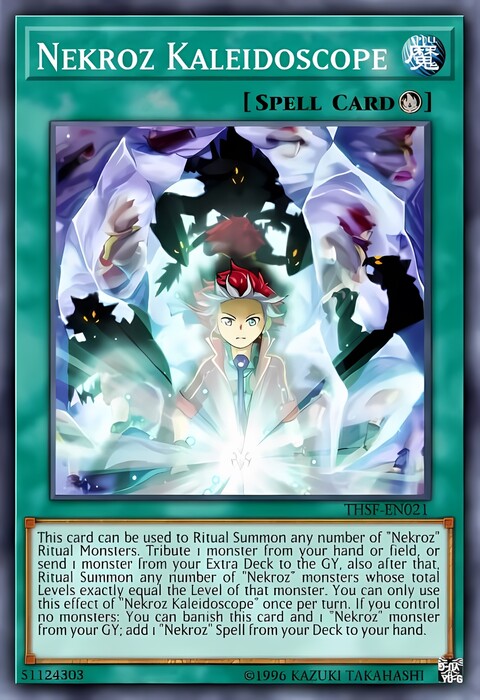 NEKROZ KALEIDOSCOPE 魔
[SPELL CARD]
THSF-EN021
This card can be used to Ritual Summon any number of "Nekroz"
Ritual Monsters. Tribute 1 monster from your hand or field, or
send 1 monster from your Extra Deck to the GY, also after that,
Ritual Summon any number of "Nekroz" monsters whose total
Levels exactly equal the Level of that monster. You can only use
this effect of "Nekroz Kaleidoscope" once per turn. If you control
no monsters: You can banish this card and 1 "Nekroz" monster
from your GY; add 1 "Nekroz" Spell from your Deck to your hand.
51124303
©1996 KAZUKI TAKAHASHI